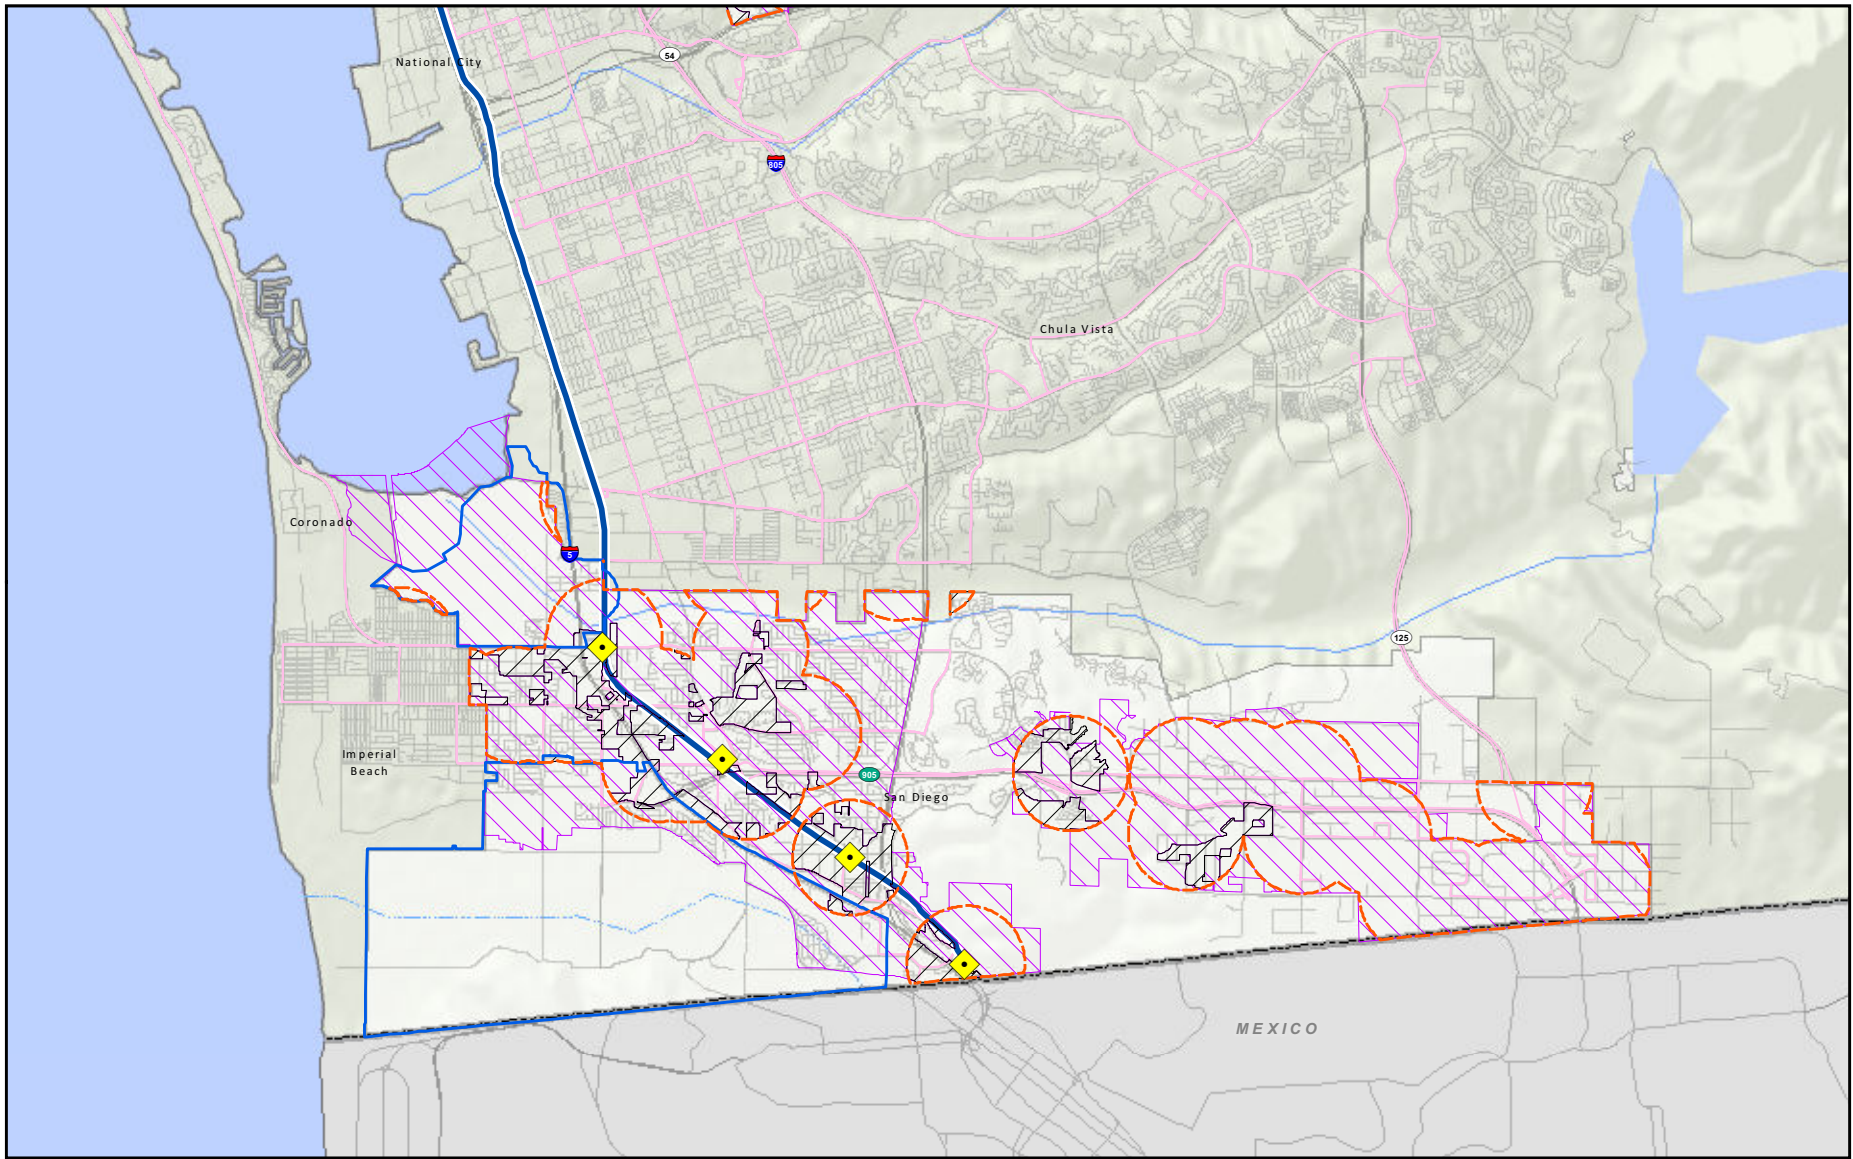 National City
54
805
Chula Vista
Coronado
5
125
Imperial
Beach
905
San Diego
MEXICO